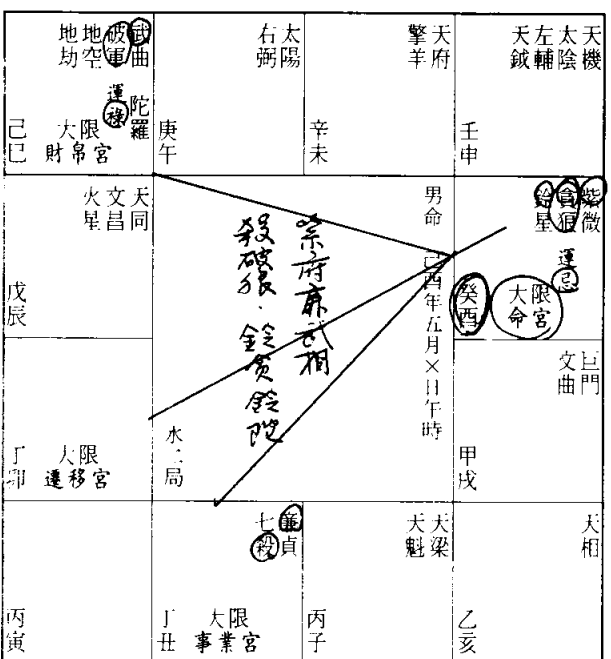 武曲
破軍
地空
地劫
陀羅
運祿
大限
財帛宮
己巳
太陽
右弼
庚午
天府
擎羊
辛未
天機
太陰
左輔
天鉞
壬申
天同
文昌
火星
戊辰
紫微
貪狼
鈴星
運忌
大限
命宮
癸酉
男命
己酉年五月×日午時
紫府廉武相
殺破狼
鈴貪鈴陀
水二局
巨門
文曲
甲戌
大限
遷移宮
丁卯
丙寅
廉貞
七殺
大限
事業宮
丁丑
天梁
天魁
丙子
天相
乙亥